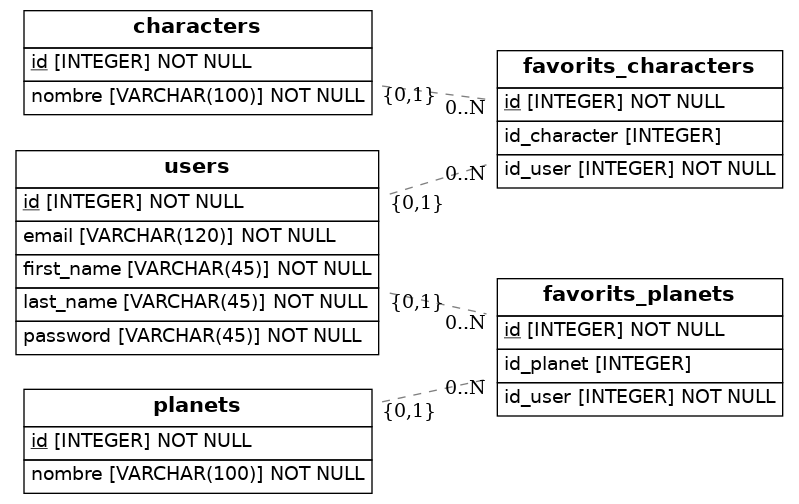 characters
id [INTEGER] NOT NULL
nombre [VARCHAR(100)] NOT NULL
{0,1}
0..N
favorits_characters
id [INTEGER] NOT NULL
id_character [INTEGER]
id_user [INTEGER] NOT NULL
users
id [INTEGER] NOT NULL
email [VARCHAR(120)] NOT NULL
first_name [VARCHAR(45)] NOT NULL
last_name [VARCHAR(45)] NOT NULL
password [VARCHAR(45)] NOT NULL
0..N
{0,1}
{0,1}
0..N
favorits_planets
id [INTEGER] NOT NULL
id_planet [INTEGER]
id_user [INTEGER] NOT NULL
planets
id [INTEGER] NOT NULL
nombre [VARCHAR(100)] NOT NULL
0..N
{0,1}